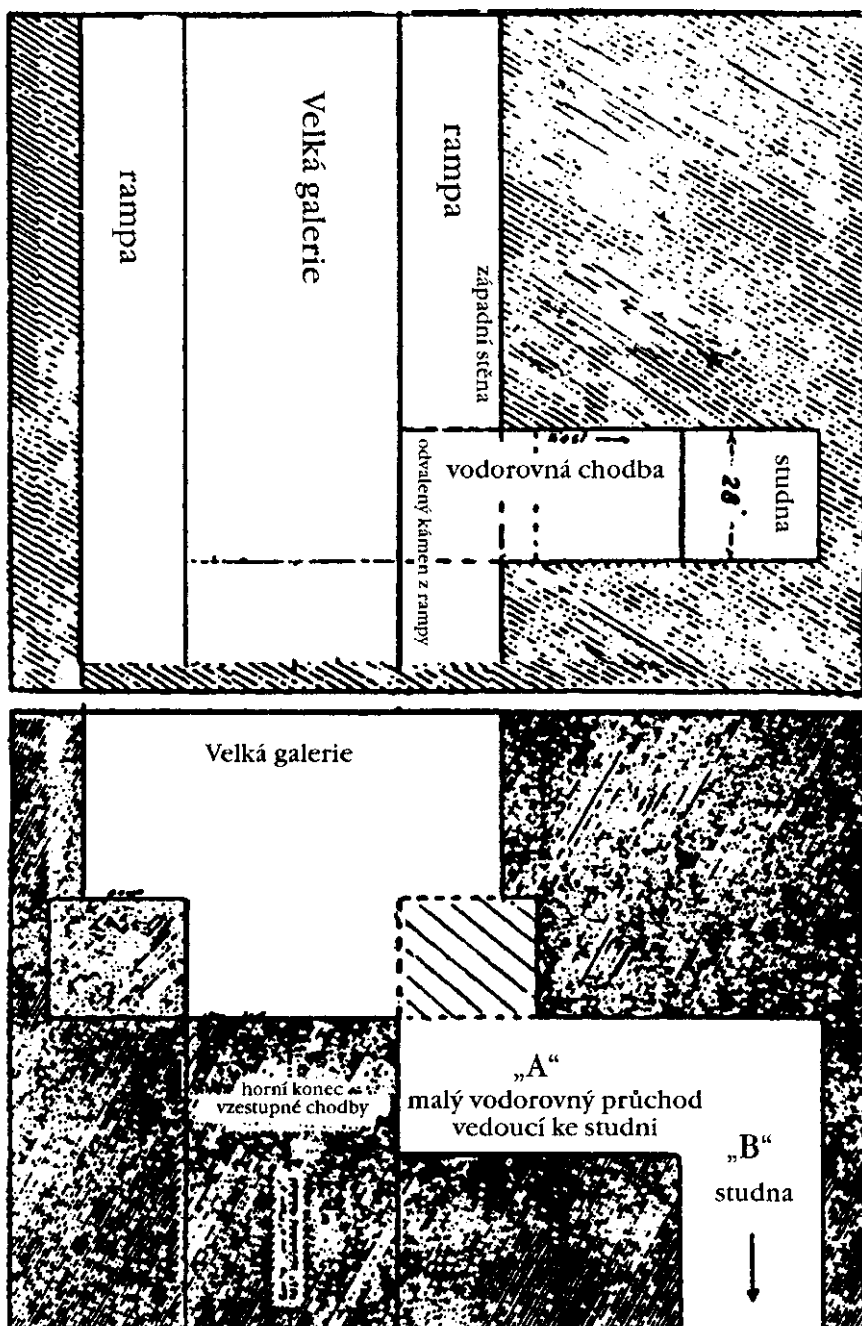 rampa
Velká galerie
rampa
západní stěna
odvalený kámen z rampy
vodorovná chodba
28"
studna
Velká galerie
horní konec
vzestupné chodby
„A“
malý vodorovný průchod
vedoucí ke studni
„B“
studna